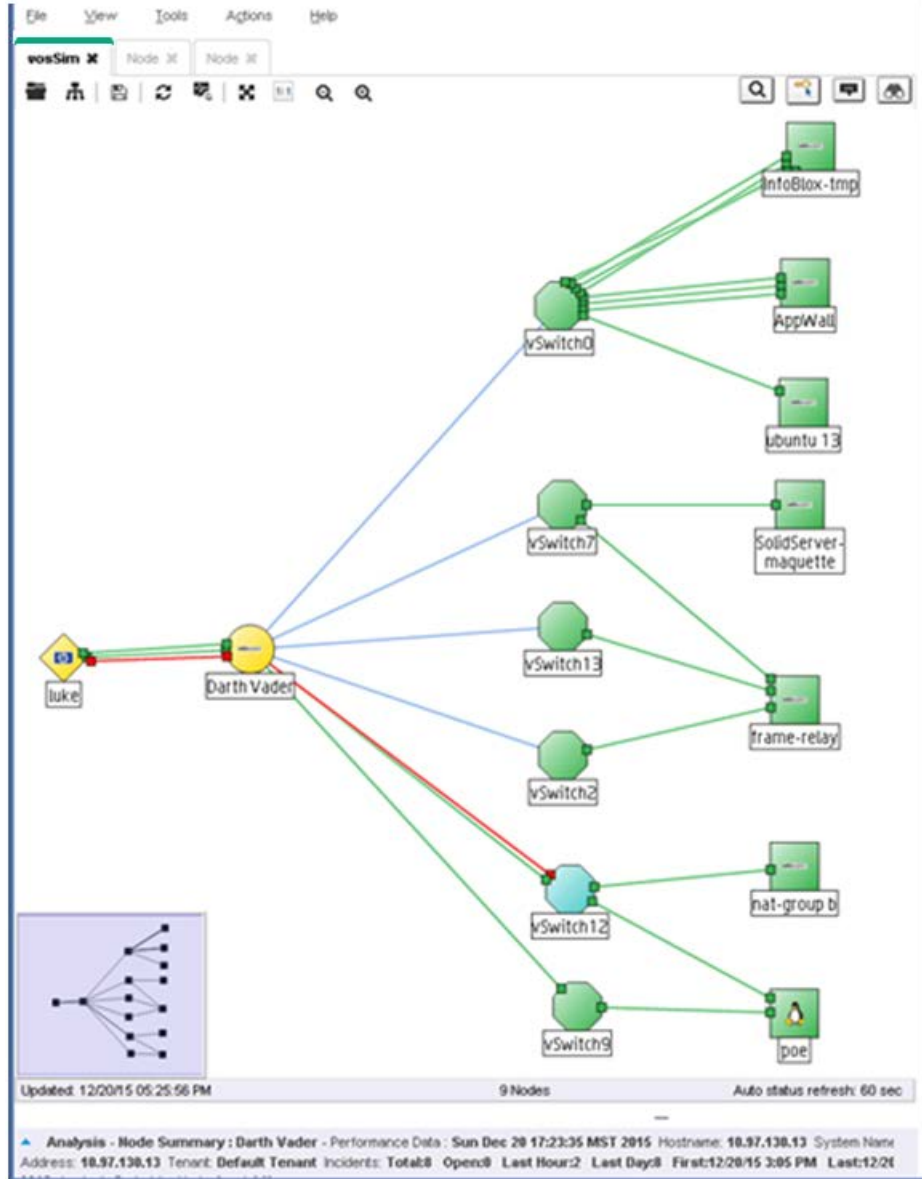 File View Tools Actions Help
vosSim ✖ Node ✖ Node ✖
1:1
InfoBlox-tmp
AppWall
vSwitch0
ubuntu 13
vSwitch7
SolidServer-
maquette
vSwitch13
luke
Darth Vader
frame-relay
vSwitch2
nat-group b
vSwitch12
vSwitch9
poe
Updated: 12/20/15 05:25:56 PM 9 Nodes Auto status refresh: 60 sec
Analysis - Node Summary : Darth Vader - Performance Data : Sun Dec 20 17:23:35 MST 2015 Hostname: 10.97.130.13 System Name
Address: 10.97.130.13 Tenant: Default Tenant Incidents: Total:8 Open:8 Last Hour:2 Last Day:8 First:12/20/15 3:05 PM Last:12/20